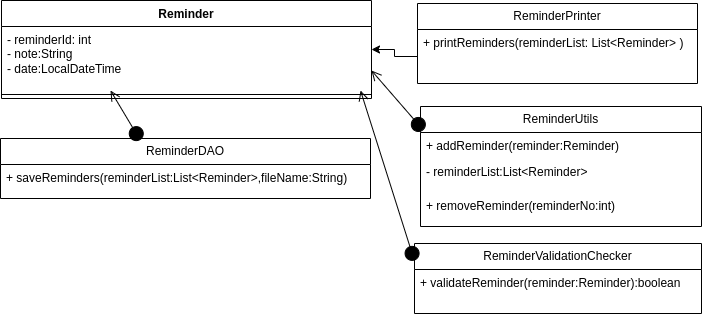 Reminder
- reminderId: int
- note:String
- date:LocalDateTime
ReminderPrinter
+ printReminders(reminderList: List<Reminder> )
ReminderUtils
+ addReminder(reminder:Reminder)
- reminderList:List<Reminder>
+ removeReminder(reminderNo:int)
ReminderDAO
+ saveReminders(reminderList:List<Reminder>,fileName:String)
ReminderValidationChecker
+ validateReminder(reminder:Reminder):boolean